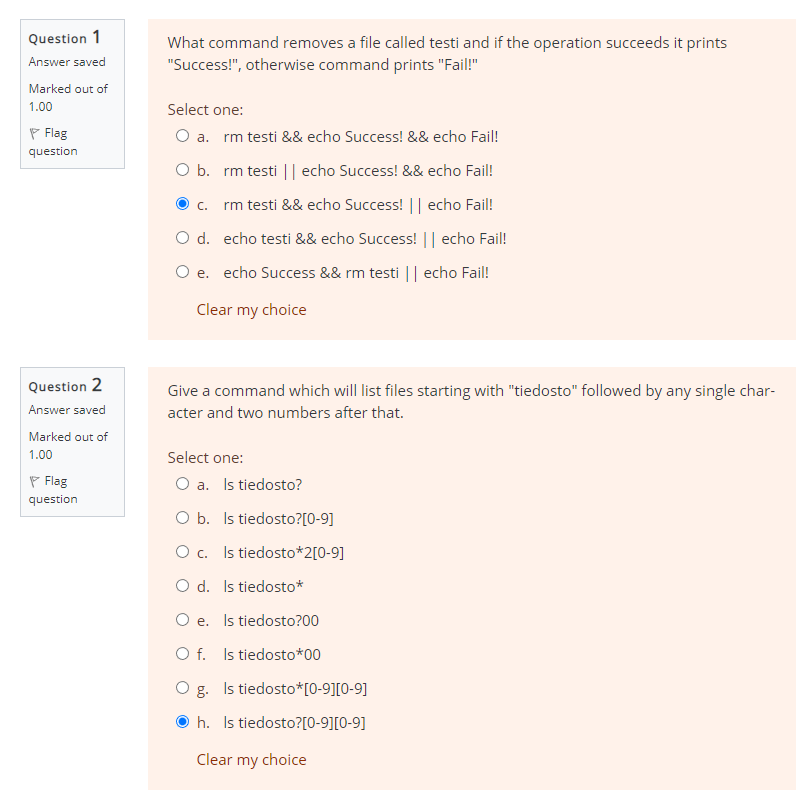 Question 1
Answer saved
Marked out of
1.00
Flag
question
What command removes a file called testi and if the operation succeeds it prints
"Success!", otherwise command prints "Fail!"
Select one:
a. rm testi && echo Success! && echo Fail!
b. rm testi || echo Success! && echo Fail!
c. rm testi && echo Success! || echo Fail!
d. echo testi && echo Success! || echo Fail!
e. echo Success && rm testi || echo Fail!
Clear my choice
Question 2
Answer saved
Marked out of
1.00
Flag
question
Give a command which will list files starting with "tiedosto" followed by any single char-
acter and two numbers after that.
Select one:
a. ls tiedosto?
b. ls tiedosto?[0-9]
c. ls tiedosto*2[0-9]
d. ls tiedosto*
e. ls tiedosto?00
f. ls tiedosto*00
g. ls tiedosto*[0-9][0-9]
h. ls tiedosto?[0-9][0-9]
Clear my choice